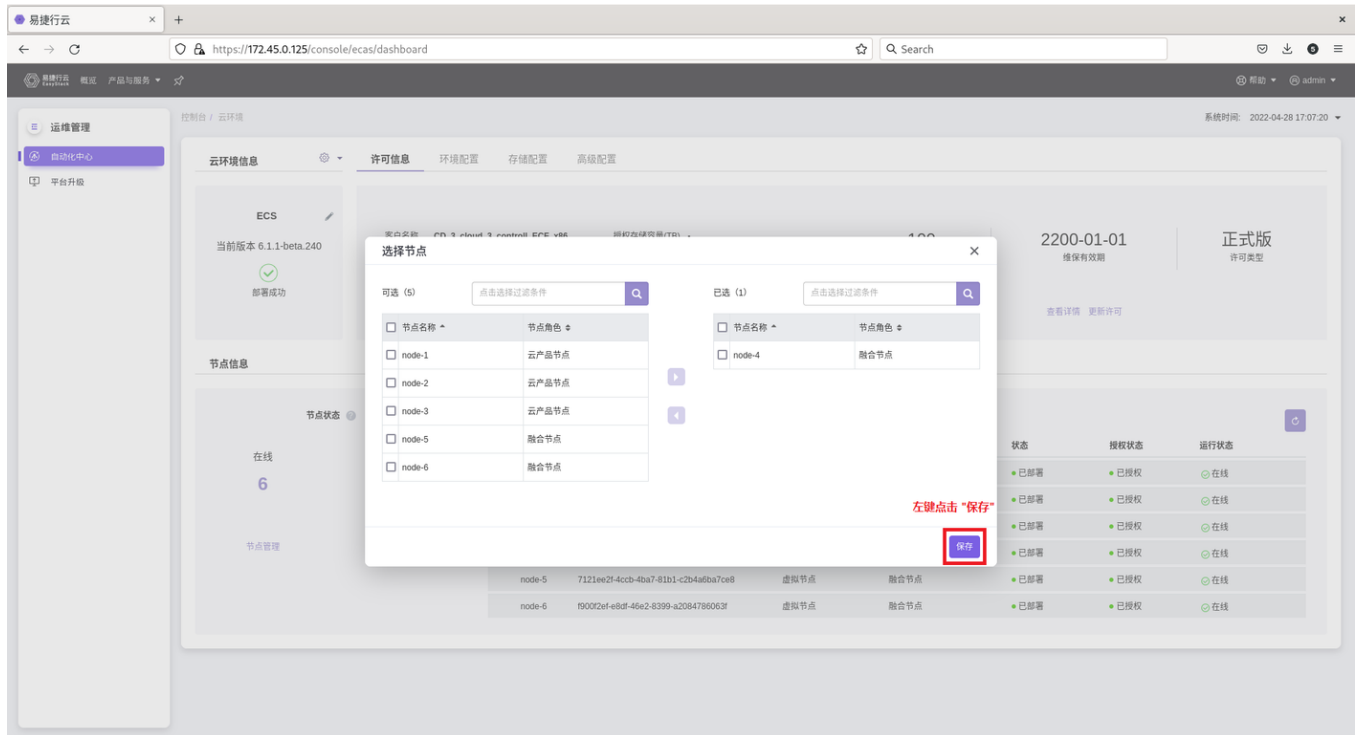 易捷行云
https://172.45.0.125/console/ecas/dashboard
Search
易捷行云 EasyStack 概览 产品与服务
帮助 admin
运维管理
自动化中心
平台升级
控制台 / 云环境
系统时间: 2022-04-28 17:07:20
云环境信息
许可信息 环境配置 存储配置 高级配置
ECS
当前版本 6.1.1-beta.240
部署成功
2200-01-01
维保有效期
正式版
许可类型
查看详情 更新许可
选择节点
可选 (5) 点击选择过滤条件
节点名称 节点角色
node-1 云产品节点
node-2 云产品节点
node-3 云产品节点
node-5 融合节点
node-6 融合节点
已选 (1) 点击选择过滤条件
节点名称 节点角色
node-4 融合节点
左键点击 "保存"
保存
节点信息
节点状态
在线
6
节点管理
状态 授权状态 运行状态
已部署 已授权 在线
已部署 已授权 在线
已部署 已授权 在线
已部署 已授权 在线
node-5 7121ee2f-4ccb-4ba7-81b1-c2b4a6ba7ce8 虚拟节点 融合节点 已部署 已授权 在线
node-6 f900f2ef-e8df-46e2-8399-a2084786063f 虚拟节点 融合节点 已部署 已授权 在线